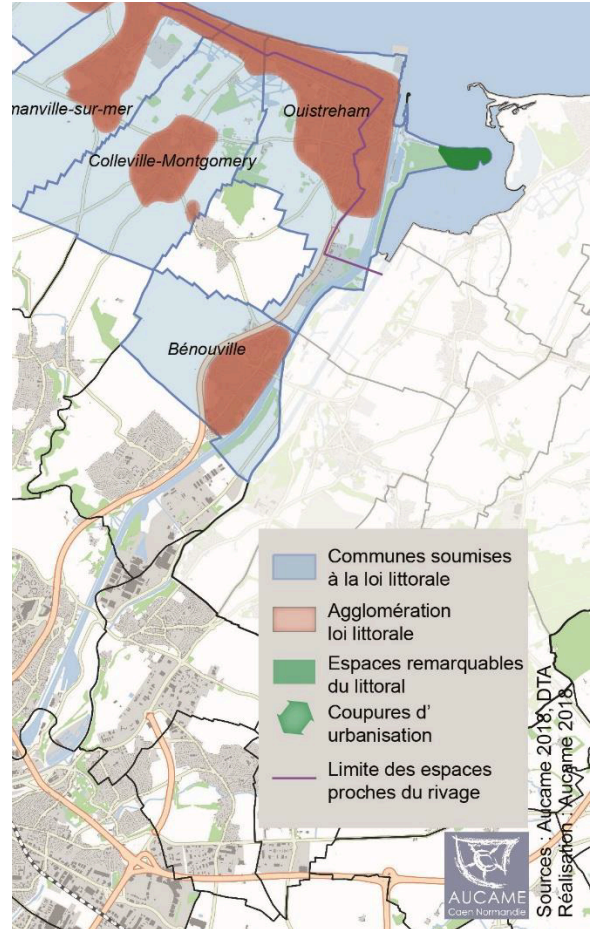 Ouistreham
manville-sur-mer
Colleville-Montgomery
Bénouville
Communes soumises
à la loi littorale
Agglomération
loi littorale
Espaces remarquables
du littoral
Coupures d'
urbanisation
Limite des espaces
proches du rivage
AUCAME
Caen Normandie
Sources : Aucame 2018, DTA
Réalisation : Aucame 2018